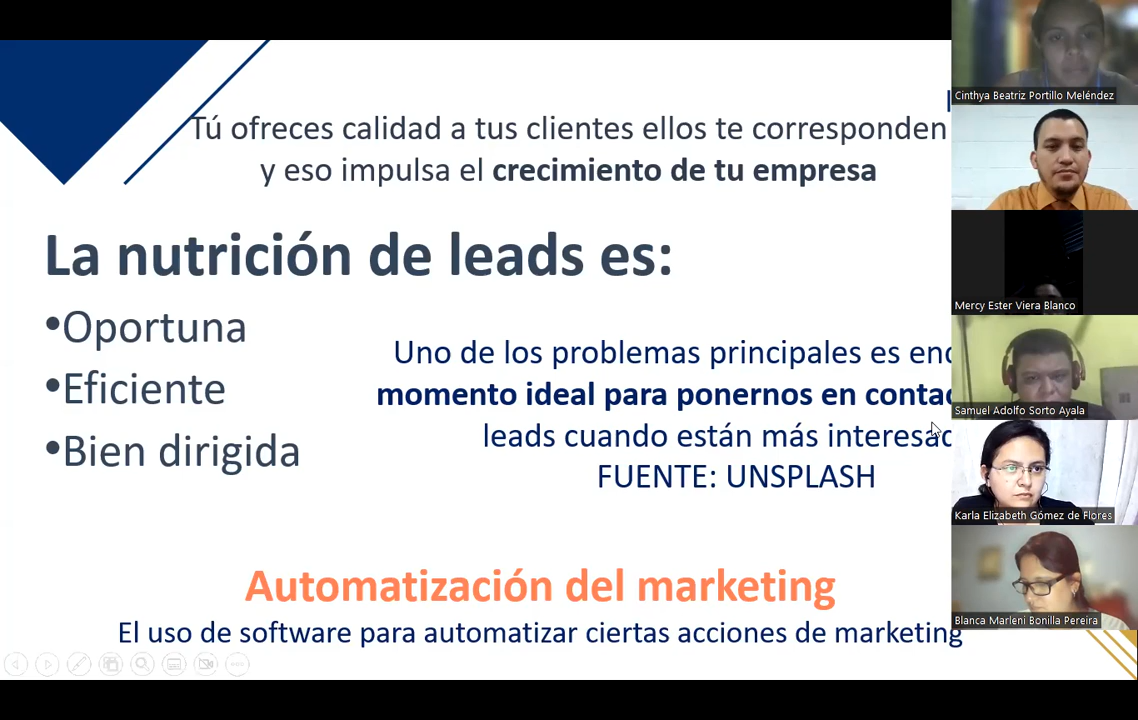 Tú ofreces calidad a tus clientes ellos te corresponden
y eso impulsa el crecimiento de tu empresa
La nutrición de leads es:
•Oportuna
•Eficiente
•Bien dirigida
Uno de los problemas principales es
momento ideal para ponernos en
leads cuando están más
FUENTE: UNSPLASH
Automatización del marketing
El uso de software para automatizar ciertas acciones de marketing
Cinthya Beatriz Portillo Meléndez
Mercy Ester Viera Blanco
Samuel Adolfo Sorto Ayala
Karla Elizabeth Gómez de Flores
Blanca Marleni Bonilla Pereira